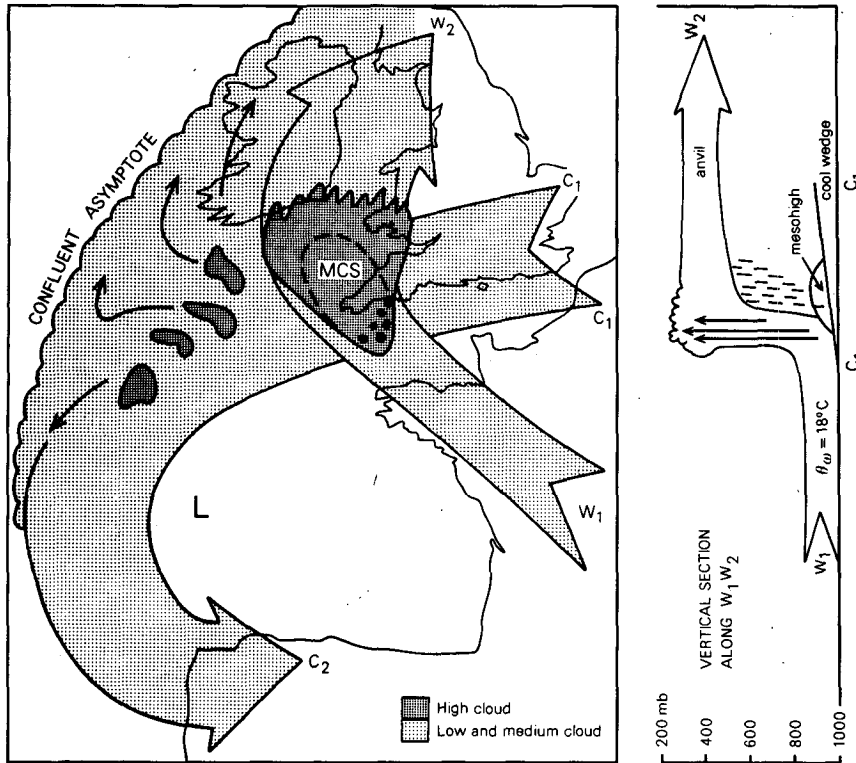 W₂
CONFLUENT ASYMPTOTE
C₁
MCS
C₁
L
W₁
C₂
High cloud
Low and medium cloud
W₂
anvil
mesohigh
cool wedge
C₁
C₁
θω = 18°C
W₁
VERTICAL SECTION
ALONG W₁W₂
200 mb
400
600
800
1000